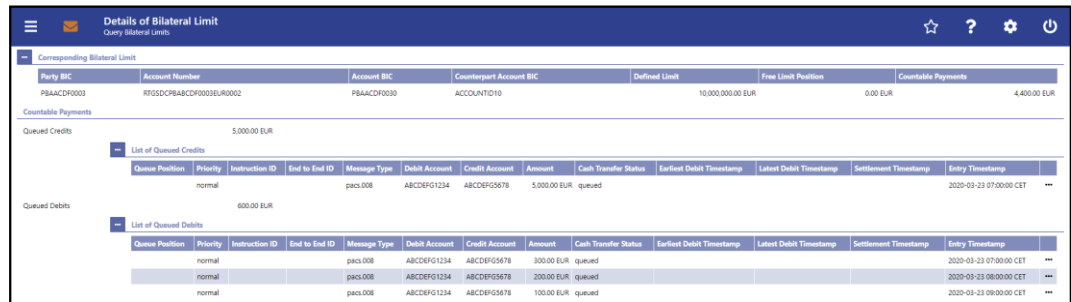 Details of Bilateral Limit
Query Bilateral Limits
?
Corresponding Bilateral Limit
Party BIC Account Number Account BIC Counterpart Account BIC Defined Limit Free Limit Position Countable Payments
PBAACDF0003 RTGSDCPBABCDF0003EUR0002 PBAACDF0030 ACCOUNTID10 10,000,000.00 EUR 0.00 EUR 4,400.00 EUR
Countable Payments
Queued Credits 5,000.00 EUR
List of Queued Credits
Queue Position Priority Instruction ID End to End ID Message Type Debit Account Credit Account Amount Cash Transfer Status Earliest Debit Timestamp Latest Debit Timestamp Settlement Timestamp Entry Timestamp
normal pacs.008 ABCDEFG1234 ABCDEFG5678 5,000.00 EUR queued 2020-03-23 07:00:00 CET
Queued Debits 600.00 EUR
List of Queued Debits
Queue Position Priority Instruction ID End to End ID Message Type Debit Account Credit Account Amount Cash Transfer Status Earliest Debit Timestamp Latest Debit Timestamp Settlement Timestamp Entry Timestamp
normal pacs.008 ABCDEFG1234 ABCDEFG5678 300.00 EUR queued 2020-03-23 07:00:00 CET
normal pacs.008 ABCDEFG1234 ABCDEFG5678 200.00 EUR queued 2020-03-23 08:00:00 CET
normal pacs.008 ABCDEFG1234 ABCDEFG5678 100.00 EUR queued 2020-03-23 09:00:00 CET